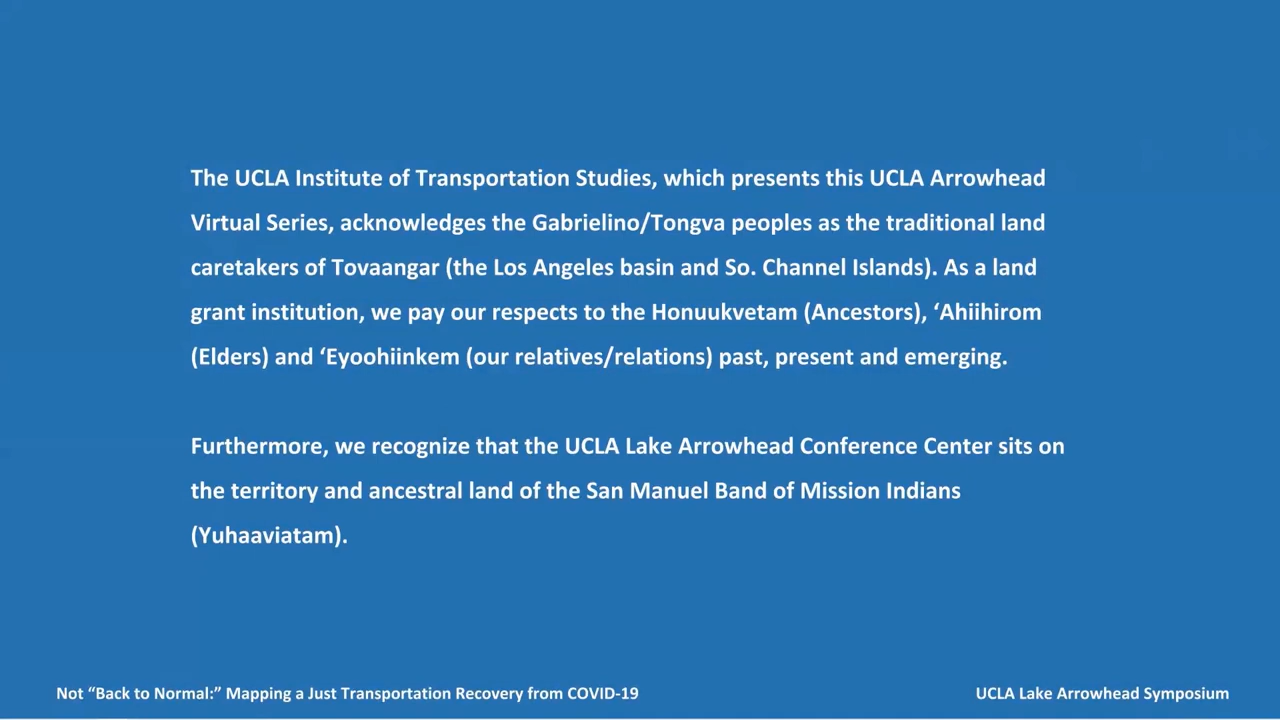 The UCLA Institute of Transportation Studies, which presents this UCLA Arrowhead
Virtual Series, acknowledges the Gabrielino/Tongva peoples as the traditional land
caretakers of Tovaangar (the Los Angeles basin and So. Channel Islands). As a land
grant institution, we pay our respects to the Honuukvetam (Ancestors), ‘Ahiihirom
(Elders) and ‘Eyoohiinkem (our relatives/relations) past, present and emerging.
Furthermore, we recognize that the UCLA Lake Arrowhead Conference Center sits on
the territory and ancestral land of the San Manuel Band of Mission Indians
(Yuhaaviatam).
Not “Back to Normal:” Mapping a Just Transportation Recovery from COVID-19
UCLA Lake Arrowhead Symposium